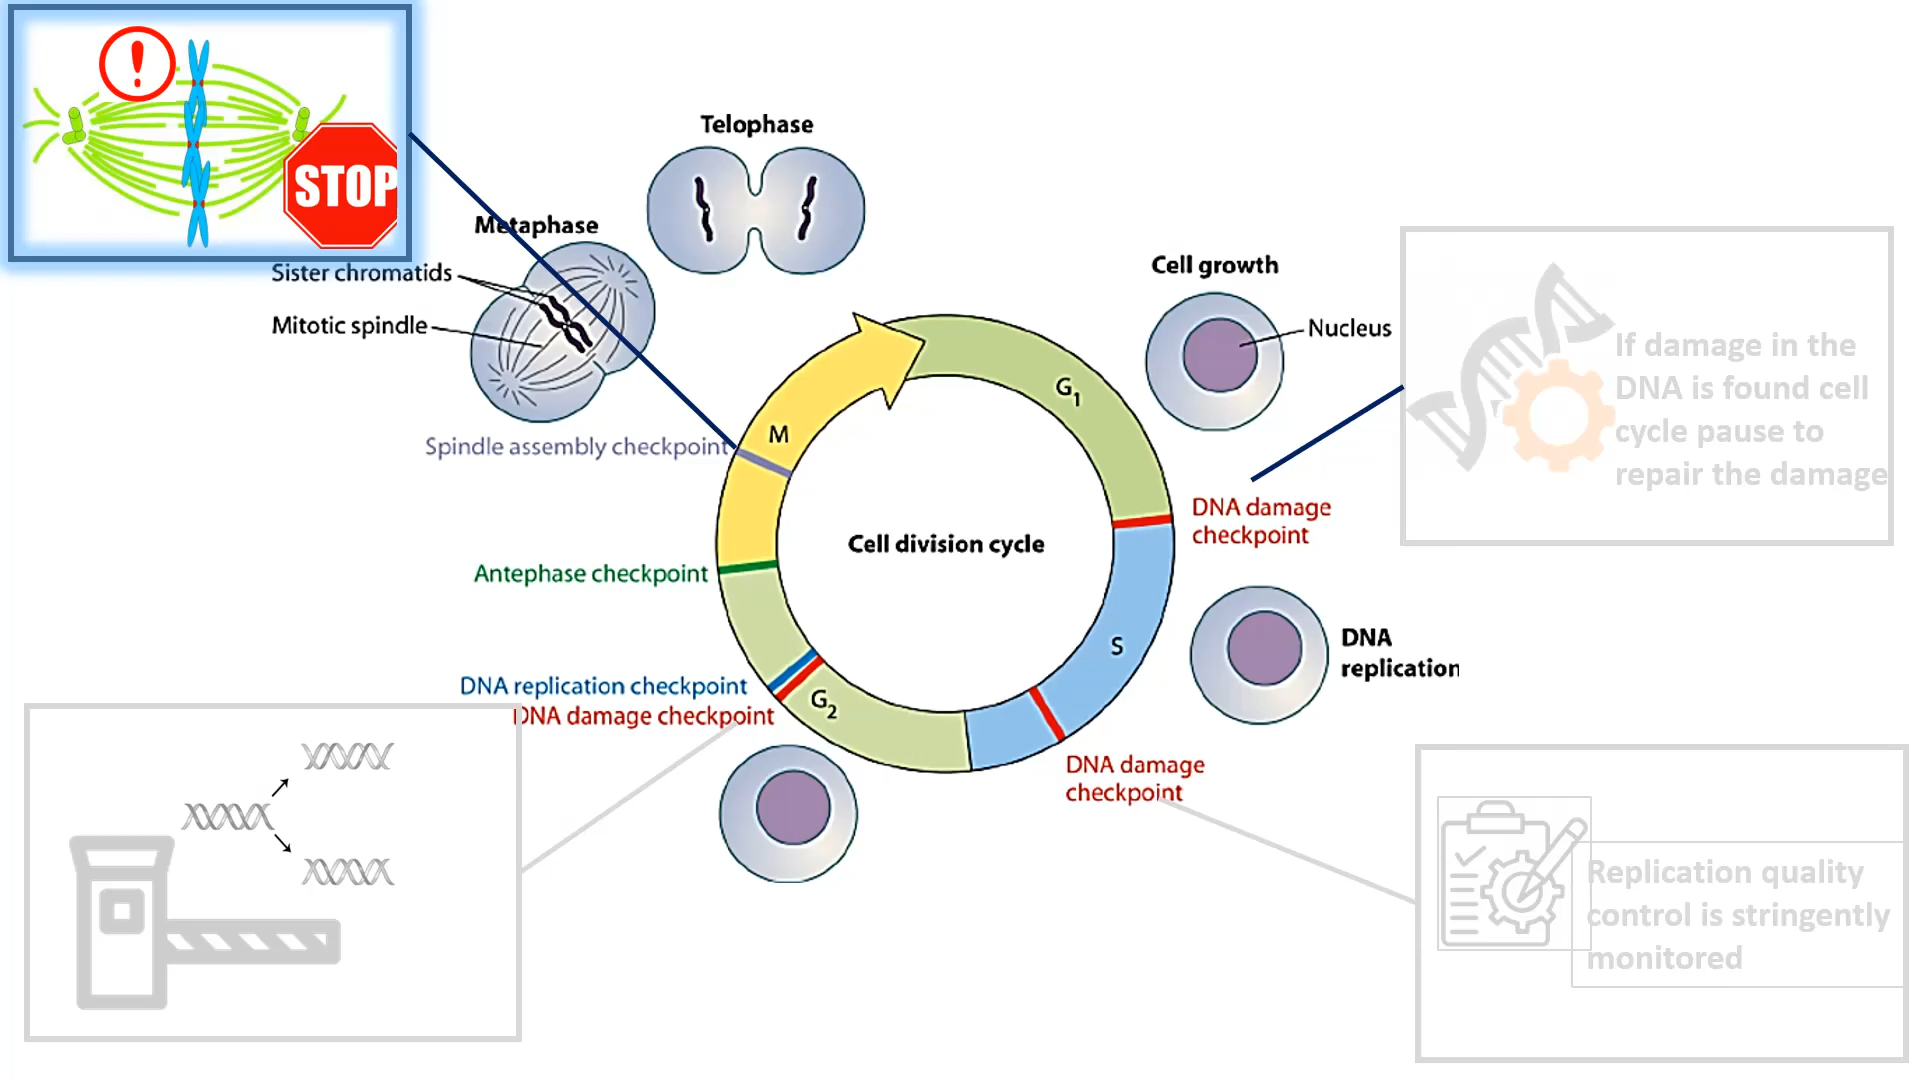 STOP
Telophase
Metaphase
Sister chromatids
Mitotic spindle
Cell growth
Nucleus
If damage in the
DNA is found cell
cycle pause to
repair the damage
G1
M
Spindle assembly checkpoint
DNA damage
checkpoint
Cell division cycle
Antephase checkpoint
S
DNA
replication
DNA replication checkpoint
DNA damage checkpoint
G2
DNA damage
checkpoint
Replication quality
control is stringently
monitored